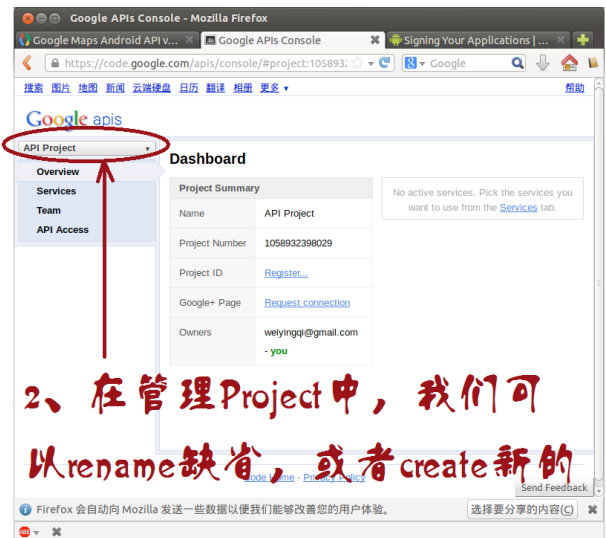 Google APIs Console - Mozilla Firefox
Google Maps Android API v...
Google APIs Console
Signing Your Applications | ...
https://code.google.com/apis/console/#project:105893
Google
搜索 图片 地图 新闻 云端硬盘 日历 翻译 相册 更多
帮助
Google apis
API Project
Overview
Services
Team
API Access
Dashboard
Project Summary
Name API Project
Project Number 1058932398029
Project ID Register...
Google+ Page Request connection
Owners weiyingqi@gmail.com
- you
No active services. Pick the services you
want to use from the Services tab.
2、在管理Project中，我们可
以rename缺省，或者create新的
Code Home - Privacy Policy
Send Feedback
Firefox 会自动向 Mozilla 发送一些数据以便我们能够改善您的用户体验。
选择要分享的内容(C)
ABP